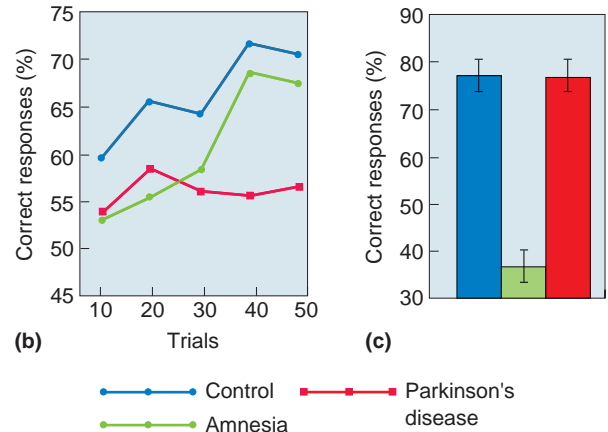 75
70
65
60
55
50
45
Correct responses (%)
10 20 30 40 50
(b) Trials
90
80
70
60
50
40
30
Correct responses (%)
(c)
Control
Amnesia
Parkinson's
disease